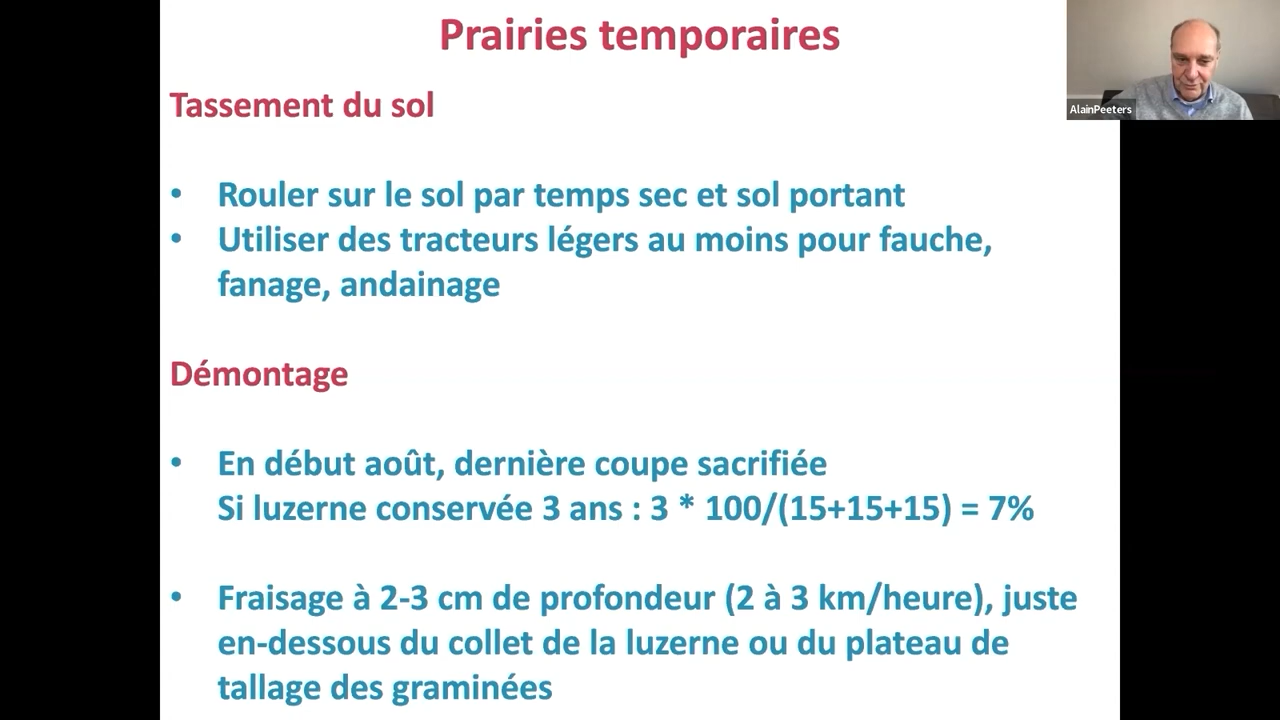 Prairies temporaires
AlainPeeters
Tassement du sol
• Rouler sur le sol par temps sec et sol portant
• Utiliser des tracteurs légers au moins pour fauche,
fanage, andainage
Démontage
• En début août, dernière coupe sacrifiée
Si luzerne conservée 3 ans : 3 * 100/(15+15+15) = 7%
• Fraisage à 2-3 cm de profondeur (2 à 3 km/heure), juste
en-dessous du collet de la luzerne ou du plateau de
tallage des graminées